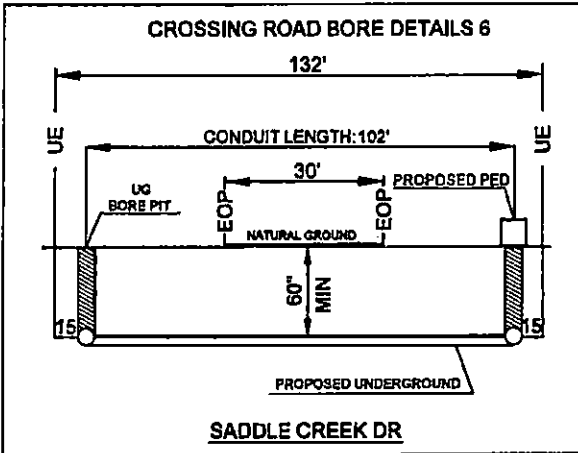 CROSSING ROAD BORE DETAILS 6
132'
UE
UE
CONDUIT LENGTH:102'
UG
BORE PIT
30'
PROPOSED PED
EOP
EOP
NATURAL GROUND
60"
MIN
15
15
PROPOSED UNDERGROUND
SADDLE CREEK DR